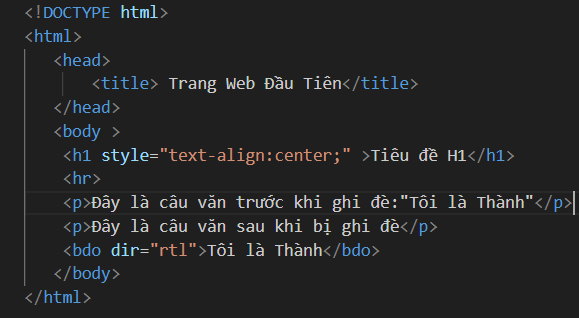 <!DOCTYPE html>
<html>
<head>
<title> Trang Web Đầu Tiên</title>
</head>
<body >
<h1 style="text-align:center;" >Tiêu đề H1</h1>
<hr>
<p>Đây là câu văn trước khi ghi đè:"Tôi là Thành"</p>
<p>Đây là câu văn sau khi bị ghi đè</p>
<bdo dir="rtl">Tôi là Thành</bdo>
</body>
</html>